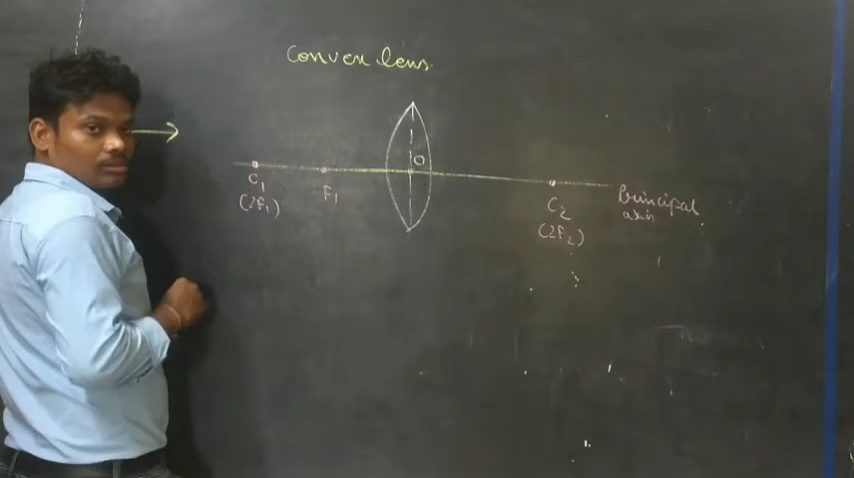 Convex lens.
O
C1
(2F1)
F1
C2
(2F2)
Principal
axis